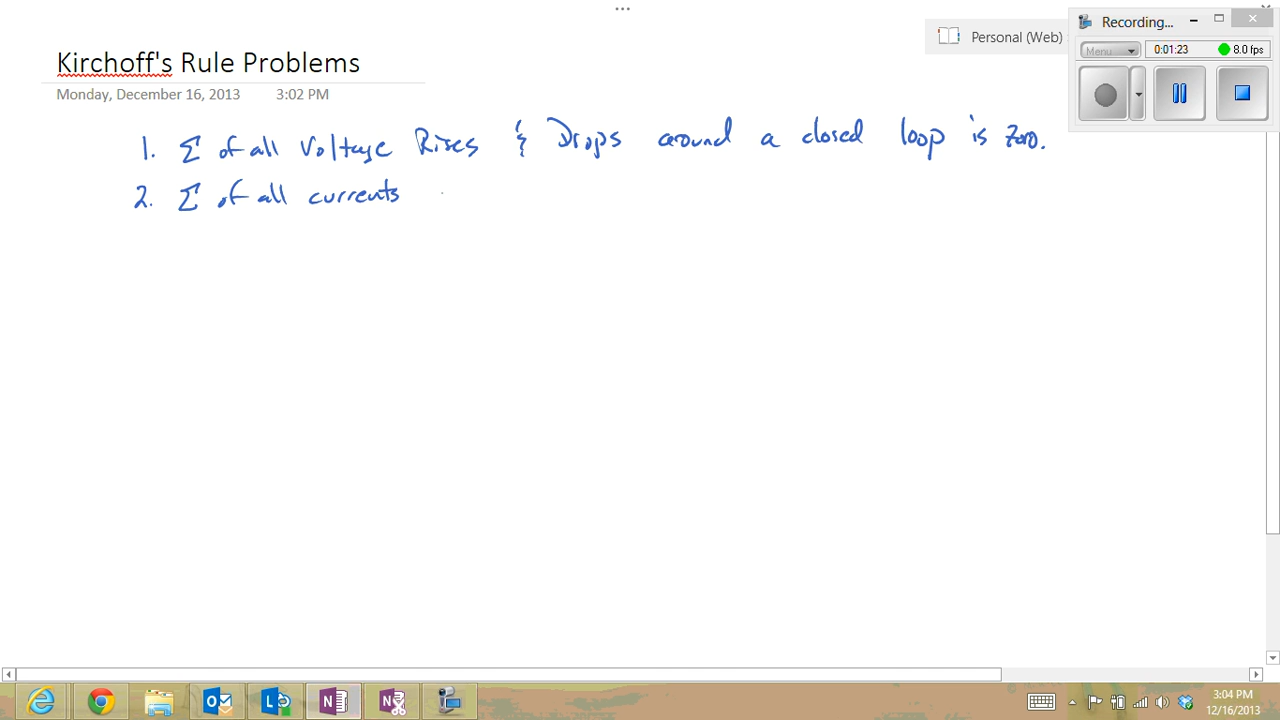 ...
Personal (Web)
Recording...
Menu
0:01:23
8.0 fps
Kirchoff's Rule Problems
Monday, December 16, 2013 3:02 PM
1. Σ of all Voltage Rises & Drops around a closed loop is zero.
2. Σ of all currents
3:04 PM
12/16/2013